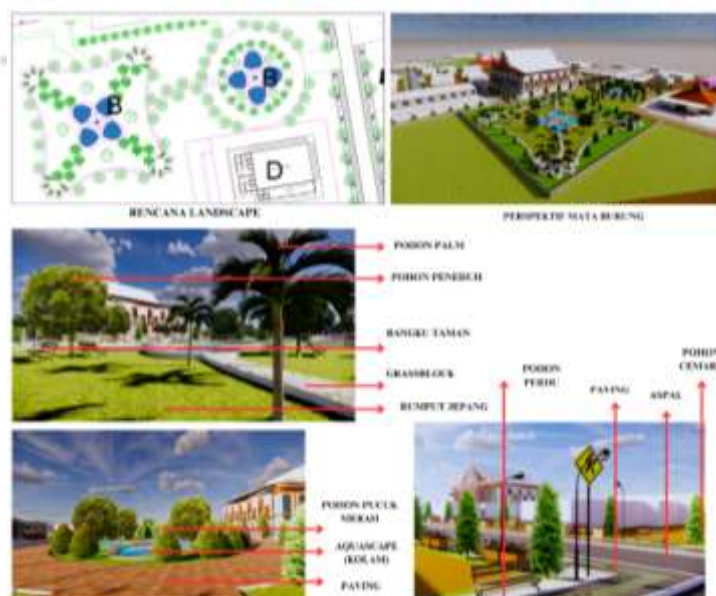 B
B
D
RENCANA LANDSCAPE
PERSPEKTIF MATA BURUNG
POHON PALM
POHON PENEDUH
BANGKU TAMAN
GRASSBLOCK
RUMPUT JEPANG
POHON
PERDU
PAVING
ASPAL
POHON
CEMARA
POHON PUCUK
MERAH
AQUASCAPE
(KOLAM)
PAVING